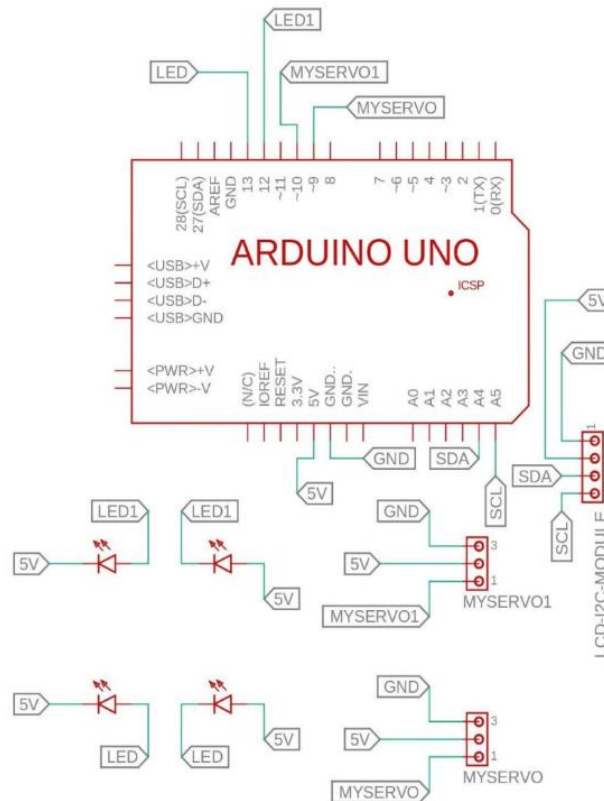 LED1
LED
MYSERVO1
MYSERVO
28(SCL)
27(SDA)
AREF
GND
13
12
~11
~10
~9
8
7
~6
~5
4
~3
2
1(TX)
0(RX)
ARDUINO UNO
ICSP
<USB>+V
<USB>D+
<USB>D-
<USB>GND
<PWR>+V
<PWR>-V
(N/C)
IOREF
RESET
3.3V
5V
GND..
GND.
VIN
A0
A1
A2
A3
A4
A5
5V
GND
1
SDA
SCL
LCD-I2C-MODULE
GND
5V
SDA
SCL
LED1
5V
LED1
5V
GND
3
5V
1
MYSERVO1
MYSERVO1
5V
LED
LED
5V
GND
3
5V
1
MYSERVO
MYSERVO